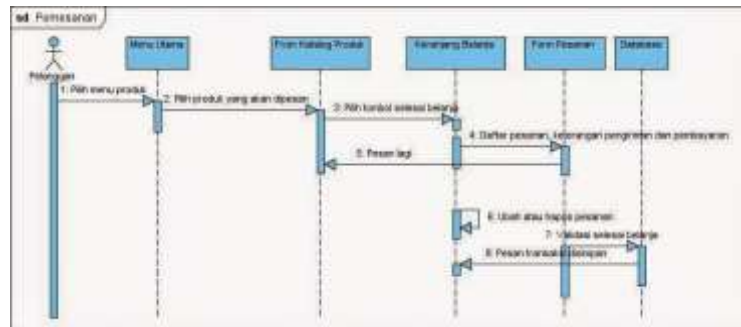 sd Pemesanan
Menu Utama
From Katalog Produk
Keranjang Belanja
Form Pesanan
Database
Pelanggan
1: Pilih menu produk
2: Pilih produk yang akan dipesan
3: Pilih tombol selesai belanja
4: Daftar pesanan, keterangan pengiriman dan pembayaran
5: Pesan lagi
6: Ubah atau hapus pesanan
7: Validasi selesai belanja
8: Pesan transaksi disimpan